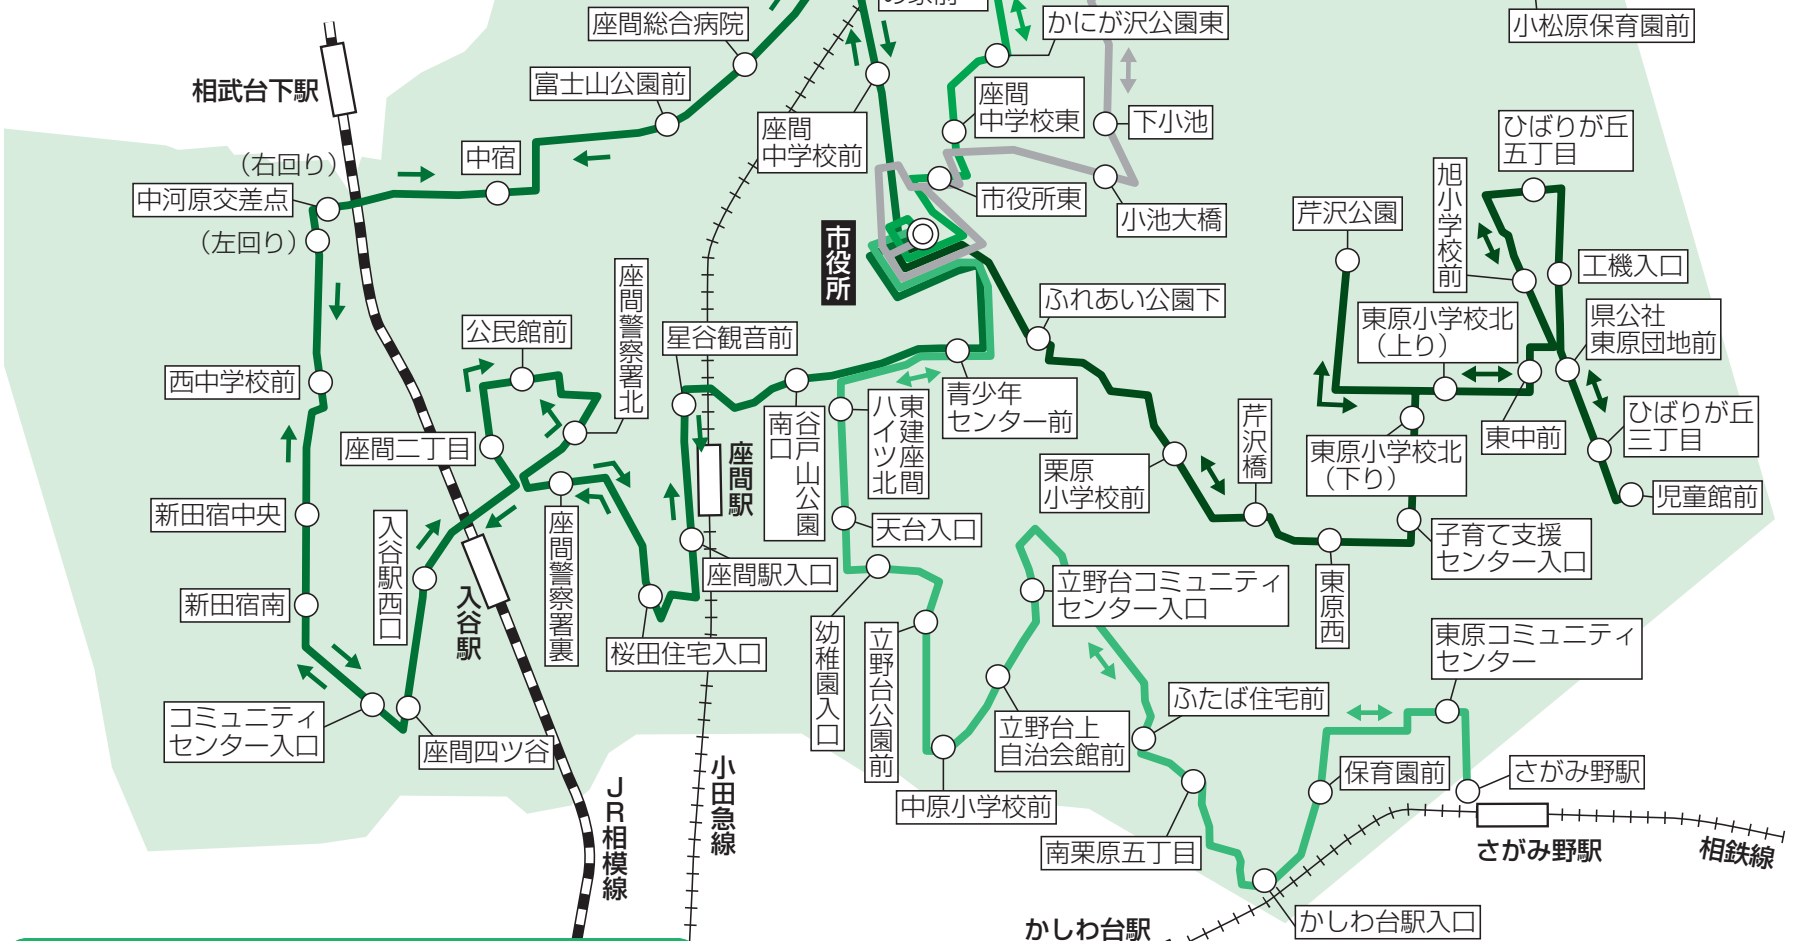 の家前
座間総合病院
かにが沢公園東
小松原保育園前
相武台下駅
富士山公園前
座間
中学校東
下小池
ひばりが丘
五丁目
座間
中学校前
(右回り)
中宿
旭小学校前
中河原交差点
市役所東
小池大橋
芹沢公園
(左回り)
市役所
工機入口
座間警察署北
ふれあい公園下
県公社
東原団地前
公民館前
星谷観音前
東原小学校北
(上り)
西中学校前
青少年
センター前
谷戸山公園
南口
東建座間
ハイツ北
芹沢橋
東中前
ひばりが丘
三丁目
座間二丁目
座間駅
栗原
小学校前
東原小学校北
(下り)
児童館前
新田宿中央
入谷駅西口
座間警察署裏
天台入口
子育て支援
センター入口
座間駅入口
立野台コミュニティ
センター入口
東原西
新田宿南
入谷駅
桜田住宅入口
幼稚園入口
立野台公園前
東原コミュニティ
センター
コミュニティ
センター入口
座間四ツ谷
立野台上
自治会館前
ふたば住宅前
保育園前
さがみ野駅
JR相模線
小田急線
中原小学校前
南栗原五丁目
さがみ野駅
相鉄線
かしわ台駅
かしわ台駅入口